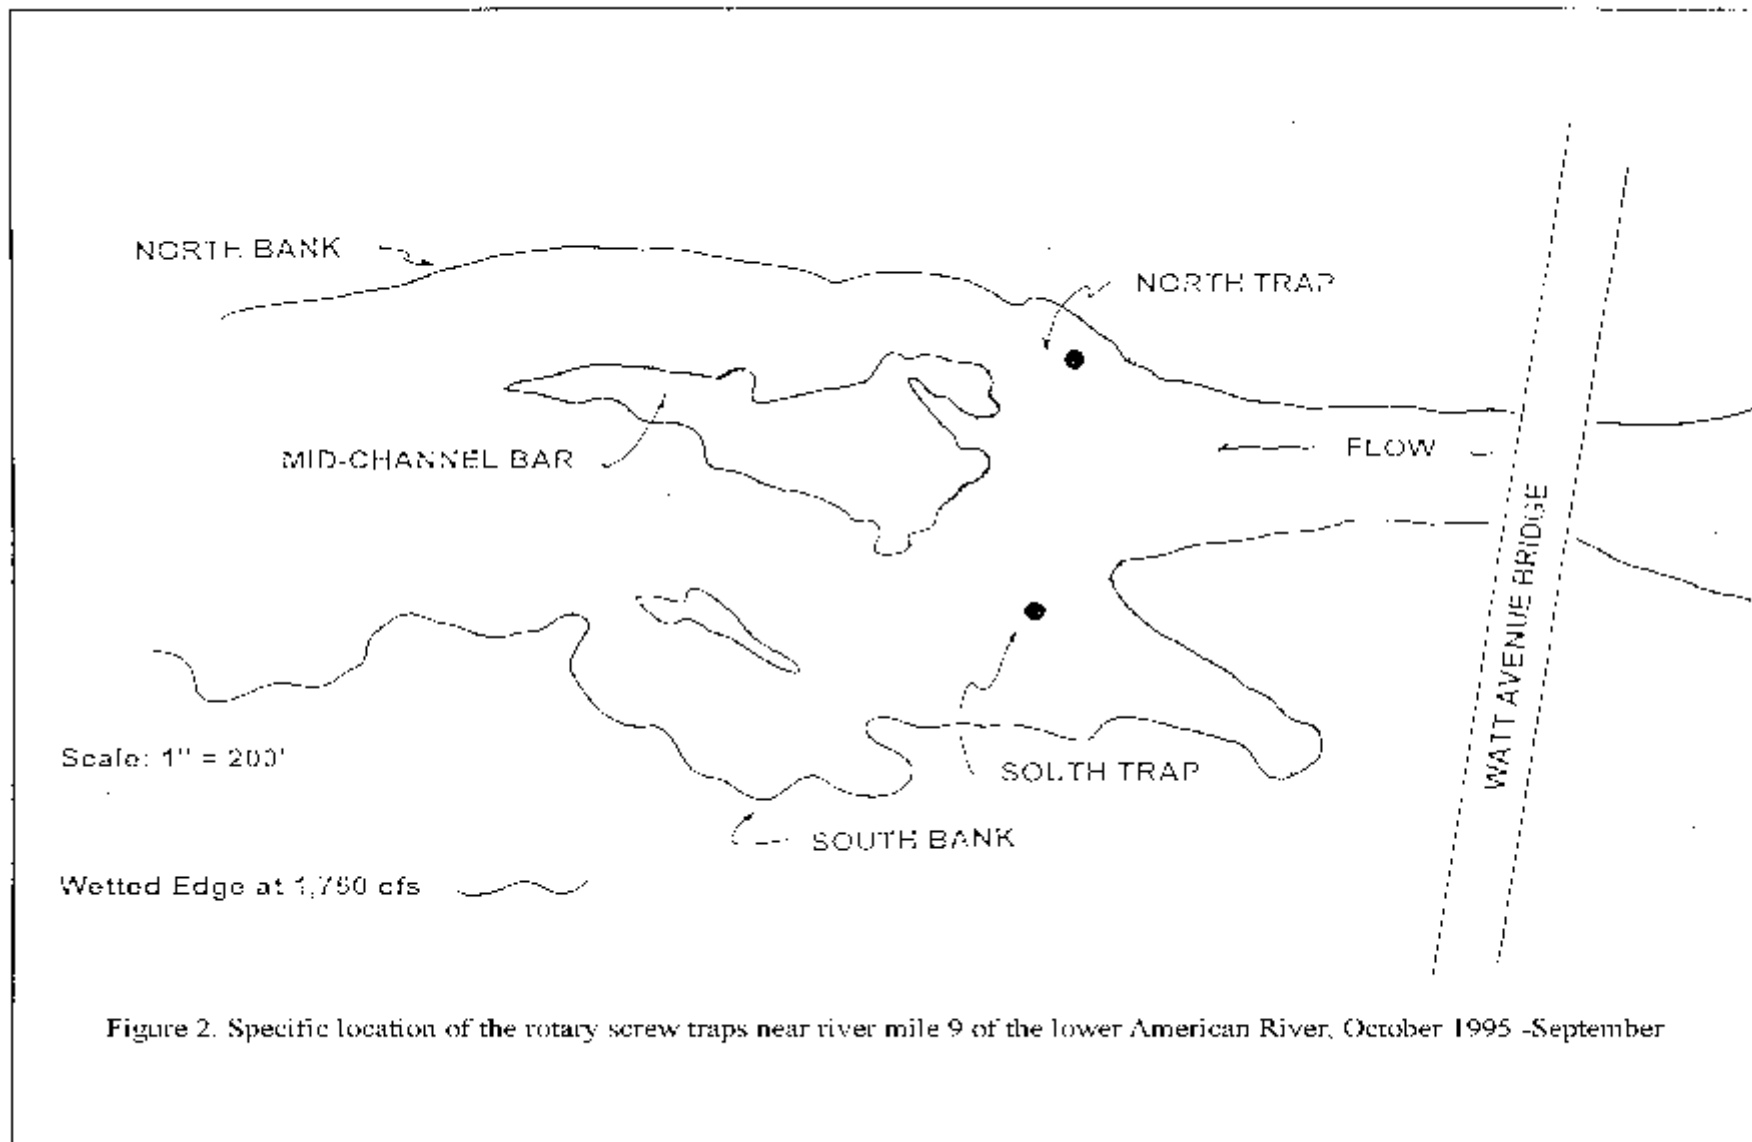 NORTH BANK
NORTH TRAP
MID-CHANNEL BAR
FLOW
WATT AVENUE BRIDGE
Scale: 1" = 200'
SOUTH TRAP
SOUTH BANK
Wetted Edge at 1,750 cfs
Figure 2. Specific location of the rotary screw traps near river mile 9 of the lower American River, October 1995 -September